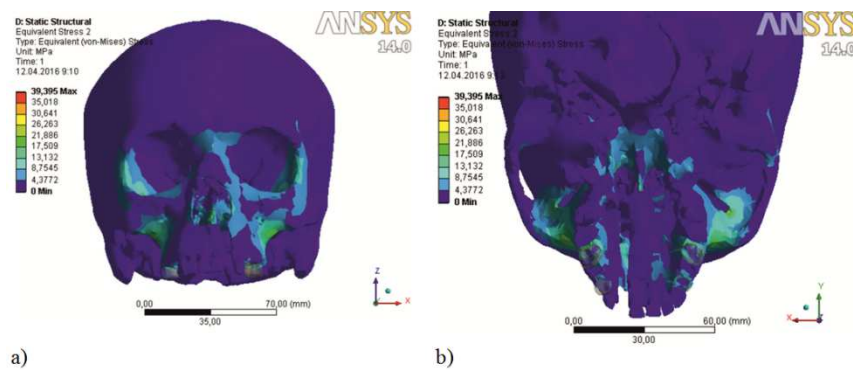 D: Static Structural
Equivalent Stress 2
Type: Equivalent (von-Mises) Stress
Unit: MPa
Time: 1
12.04.2016 9:10
39,395 Max
35,018
30,641
26,263
21,886
17,509
13,132
8,7545
4,3772
0 Min
ANSYS
14.0
Z
X
0,00
70,00 (mm)
35,00
a)
D: Static Structural
Equivalent Stress 2
Type: Equivalent (von-Mises) Stress
Unit: MPa
Time: 1
12.04.2016 9:10
39,395 Max
35,018
30,641
26,263
21,886
17,509
13,132
8,7545
4,3772
0 Min
ANSYS
14.0
Y
X
0,00
60,00 (mm)
30,00
b)